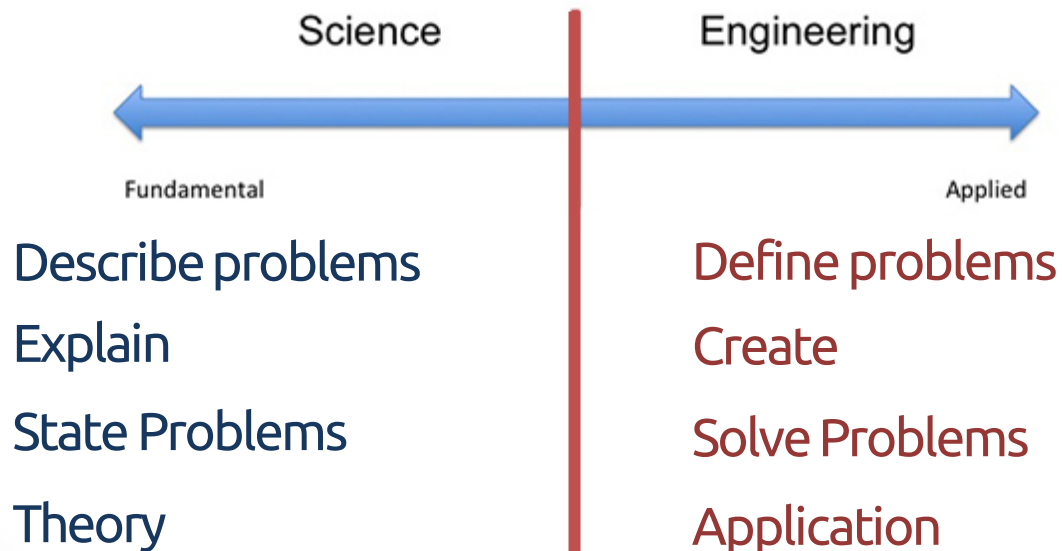 Science Engineering
Fundamental Applied
Describe problems Define problems
Explain Create
State Problems Solve Problems
Theory Application